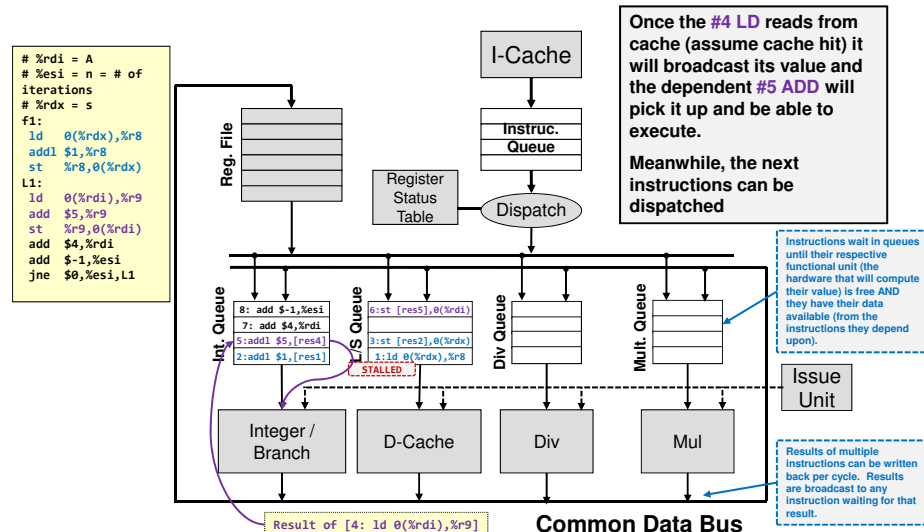 # %rdi = A
# %esi = n = # of
iterations
# %rdx = s
f1:
ld 0(%rdx),%r8
addl $1,%r8
st %r8,0(%rdx)
L1:
ld 0(%rdi),%r9
add $5,%r9
st %r9,0(%rdi)
add $4,%rdi
add $-1,%esi
jne $0,%esi,L1
I-Cache
Reg. File
Instruc.
Queue
Register
Status
Table
Dispatch
Once the #4 LD reads from
cache (assume cache hit) it
will broadcast its value and
the dependent #5 ADD will
pick it up and be able to
execute.
Meanwhile, the next
instructions can be
dispatched
Instructions wait in queues
until their respective
functional unit (the
hardware that will compute
their value) is free AND
they have their data
available (from the
instructions they depend
upon).
Int. Queue
8: add $-1,%esi
7: add $4,%rdi
5:addl $5,[res4]
2:addl $1,[res1]
L/S Queue
6:st [res5],0(%rdi)
3:st [res2],0(%rdx)
1:ld 0(%rdx),%r8
STALLED
Div Queue
Mult. Queue
Issue
Unit
Integer /
Branch
D-Cache
Div
Mul
Results of multiple
instructions can be written
back per cycle. Results
are broadcast to any
instruction waiting for that
result.
Result of [4: ld 0(%rdi),%r9]
Common Data Bus